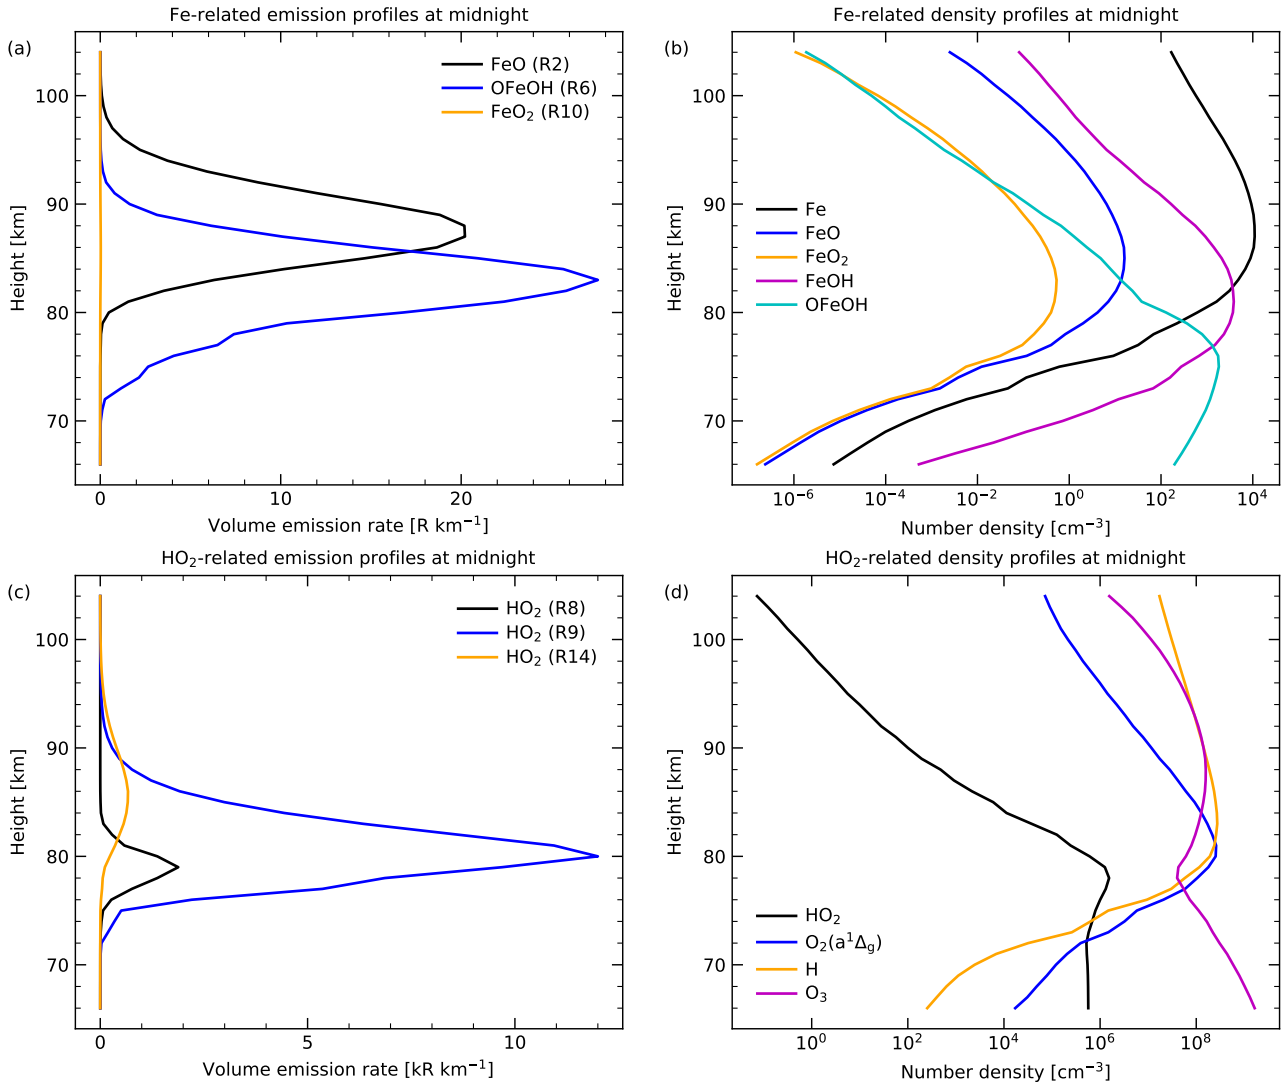 Fe-related emission profiles at midnight
(a)
FeO (R2)
OFeOH (R6)
FeO₂ (R10)
Height [km]
100
90
80
70
0 10 20
Volume emission rate [R km⁻¹]
Fe-related density profiles at midnight
(b)
Fe
FeO
FeO₂
FeOH
OFeOH
Height [km]
100
90
80
70
10⁻⁶ 10⁻⁴ 10⁻² 10⁰ 10² 10⁴
Number density [cm⁻³]
HO₂-related emission profiles at midnight
(c)
HO₂ (R8)
HO₂ (R9)
HO₂ (R14)
Height [km]
100
90
80
70
0 5 10
Volume emission rate [kR km⁻¹]
HO₂-related density profiles at midnight
(d)
HO₂
O₂(a¹Δg)
H
O₃
Height [km]
100
90
80
70
10⁰ 10² 10⁴ 10⁶ 10⁸
Number density [cm⁻³]